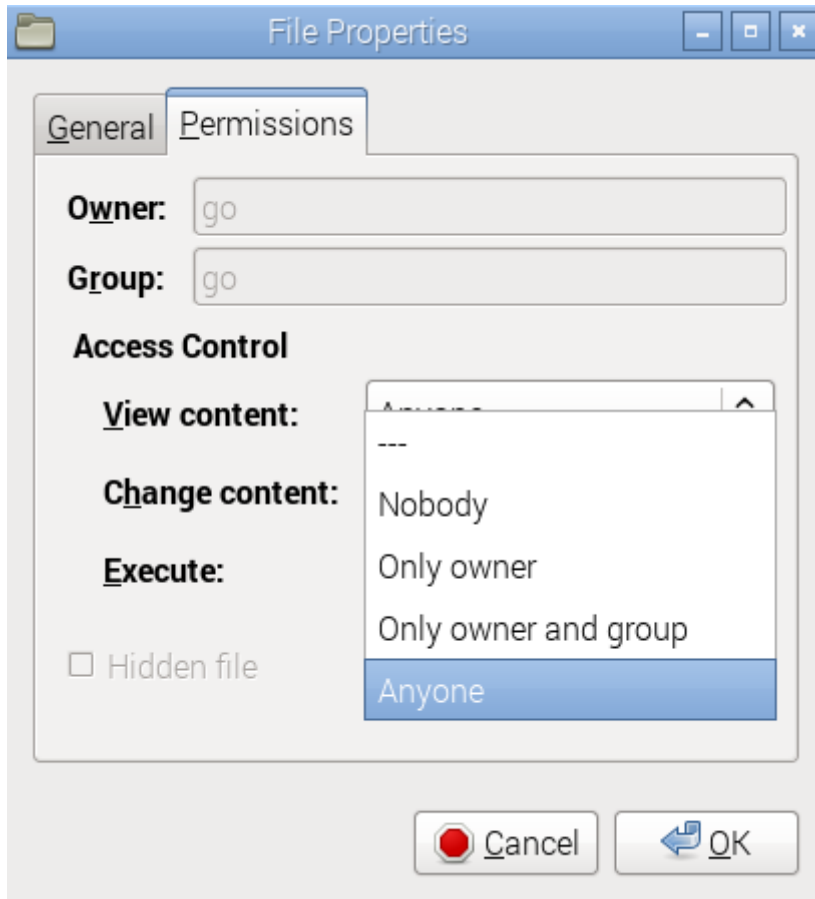 File Properties
General Permissions
Owner: go
Group: go
Access Control
View content: Anyone
---
Change content:
Nobody
Execute:
Only owner
Only owner and group
Hidden file
Anyone
Cancel OK